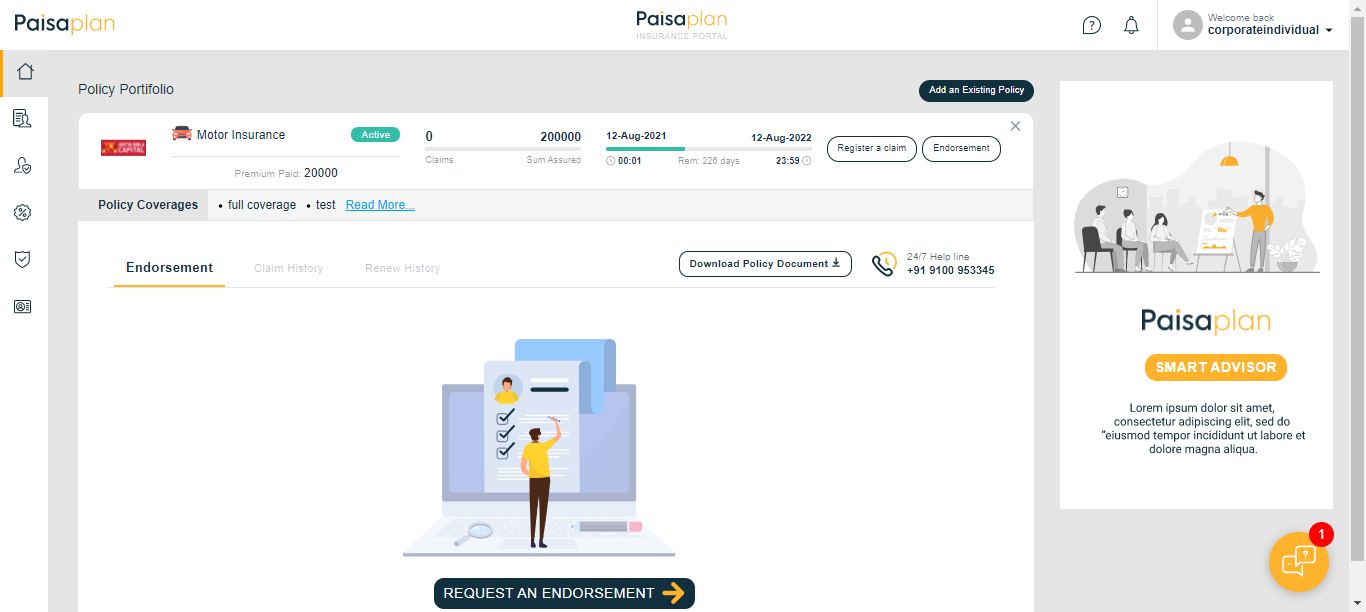 Paisaplan
Paisaplan
INSURANCE PORTAL
Welcome back
corporateindividual
Policy Portifolio
Add an Existing Policy
CAPITAL
Motor Insurance
Active
Premium Paid: 20000
0
200000
Claims
Sum Assured
12-Aug-2021
12-Aug-2022
00:01
Rem: 226 days
23:59
Register a claim
Endorsement
Policy Coverages
• full coverage • test Read More...
Endorsement
Claim History
Renew History
Download Policy Document
24/7 Help line
+91 9100 953345
REQUEST AN ENDORSEMENT
Paisaplan
SMART ADVISOR
Lorem ipsum dolor sit amet,
consectetur adipiscing elit, sed do
“eiusmod tempor incididunt ut labore et
dolore magna aliqua.
1